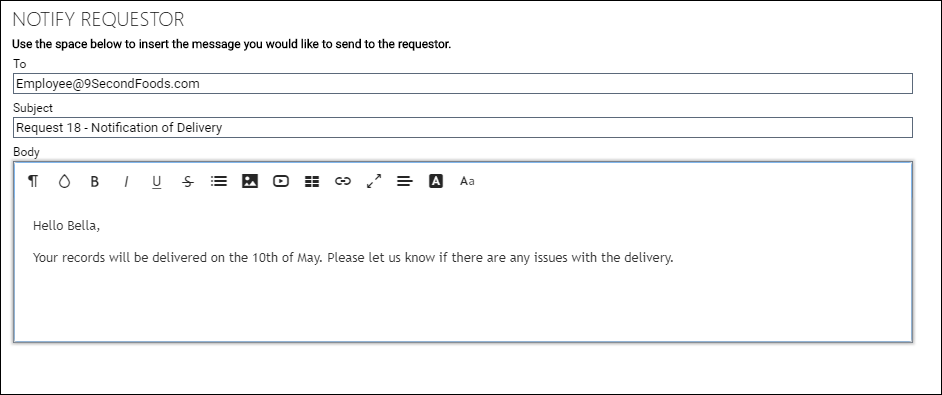 NOTIFY REQUESTOR
Use the space below to insert the message you would like to send to the requestor.
To
Employee@9SecondFoods.com
Subject
Request 18 - Notification of Delivery
Body
¶ B I U S A Aa
Hello Bella,
Your records will be delivered on the 10th of May. Please let us know if there are any issues with the delivery.